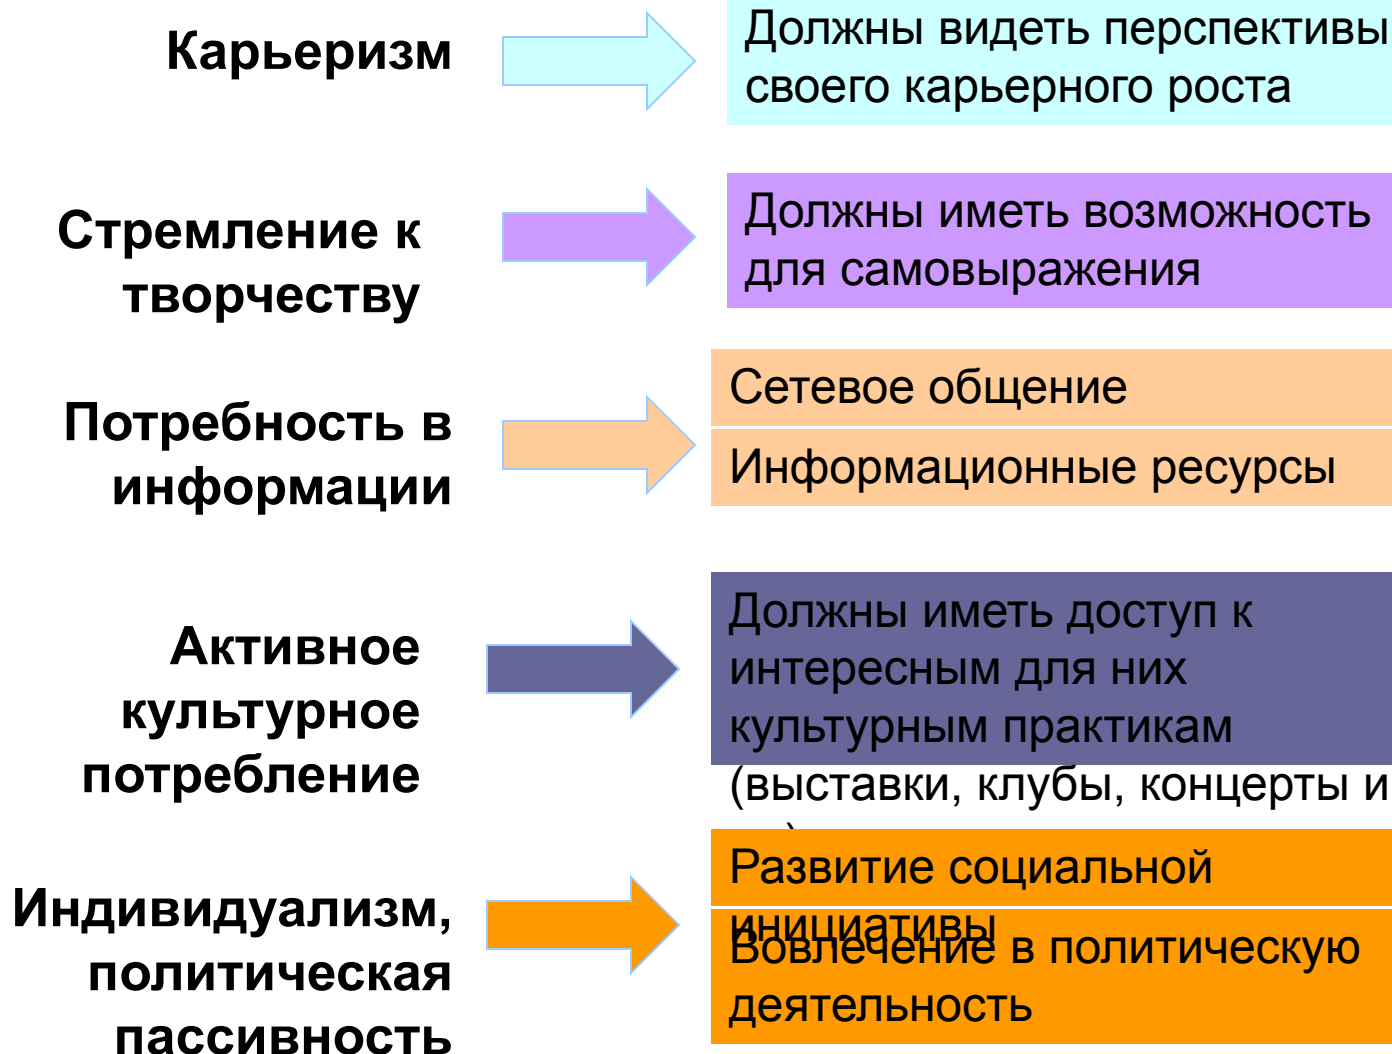 Карьеризм
Должны видеть перспективы
своего карьерного роста
Стремление к
творчеству
Должны иметь возможность
для самовыражения
Потребность в
информации
Сетевое общение
Информационные ресурсы
Активное
культурное
потребление
Должны иметь доступ к
интересным для них
культурным практикам
(выставки, клубы, концерты и
Индивидуализм,
политическая
пассивность
Развитие социальной
инициативы
Вовлечение в политическую
деятельность